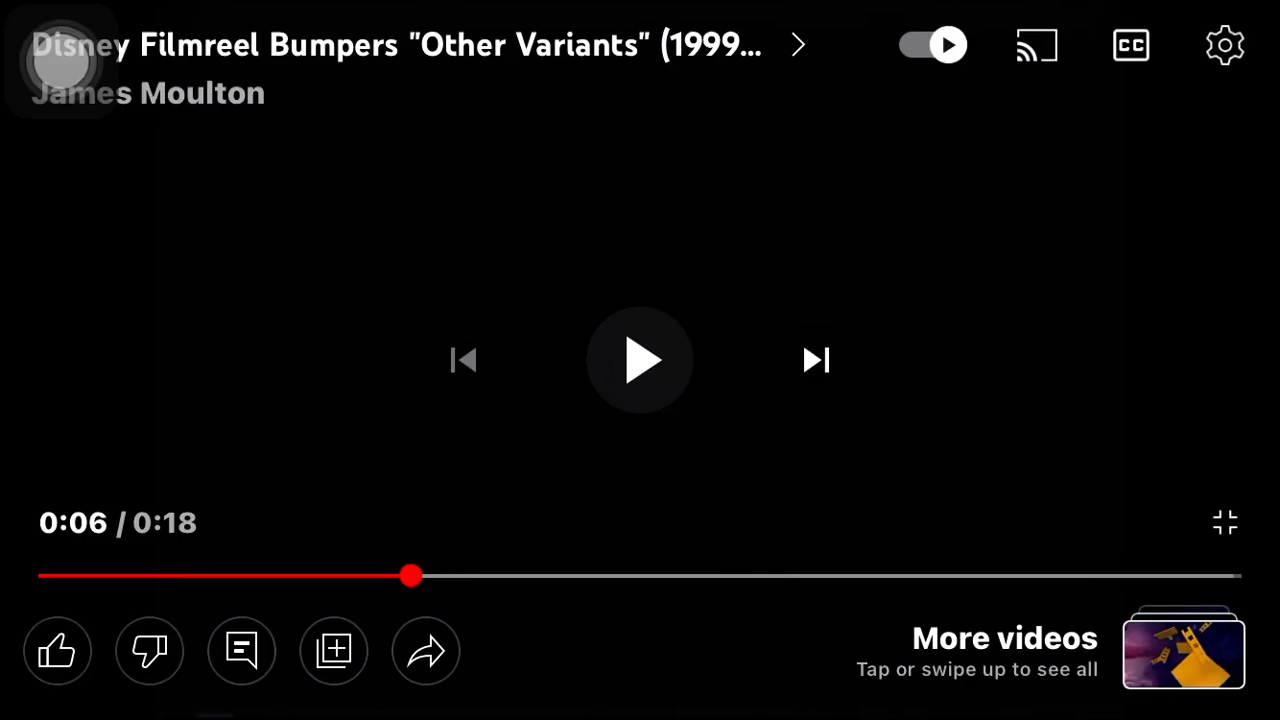 Disney Filmreel Bumpers "Other Variants" (1999...
James Moulton
CC
0:06 / 0:18
More videos
Tap or swipe up to see all